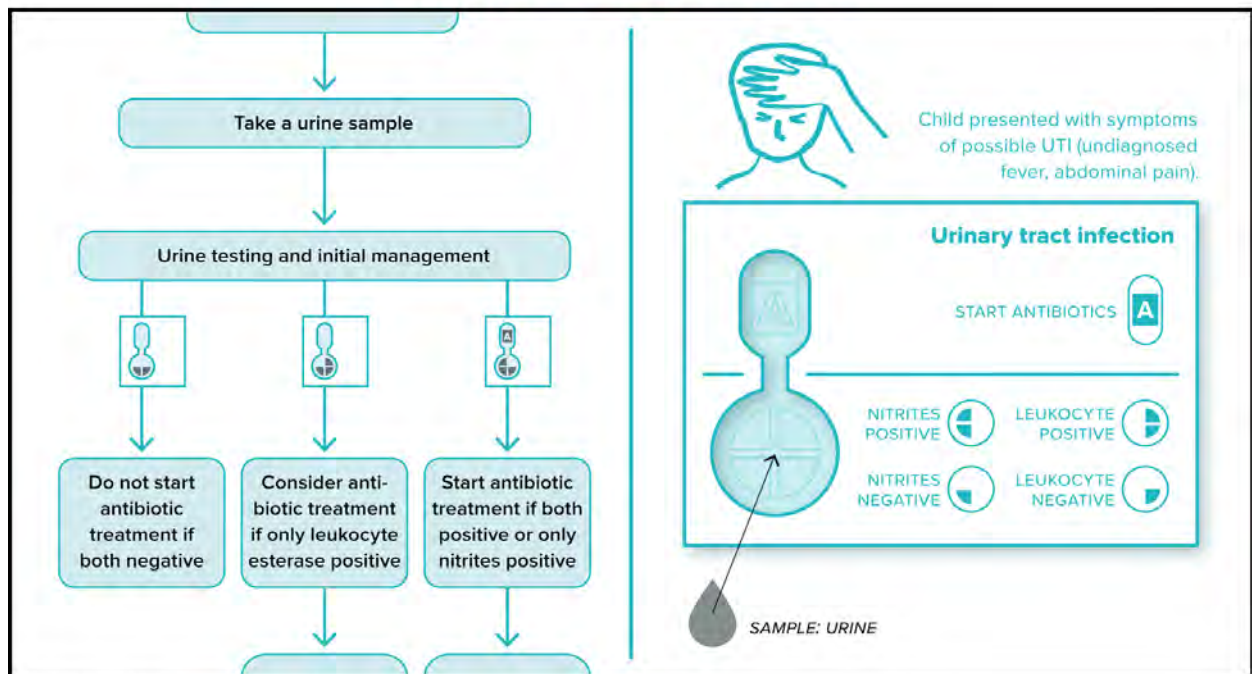 Take a urine sample
Urine testing and initial management
A
Do not start
antibiotic
treatment if
both negative
Consider anti-
biotic treatment
if only leukocyte
esterase positive
Start antibiotic
treatment if both
positive or only
nitrites positive
Child presented with symptoms
of possible UTI (undiagnosed
fever, abdominal pain).
Urinary tract infection
A
START ANTIBIOTICS
A
NITRITES
POSITIVE
LEUKOCYTE
POSITIVE
NITRITES
NEGATIVE
LEUKOCYTE
NEGATIVE
SAMPLE: URINE